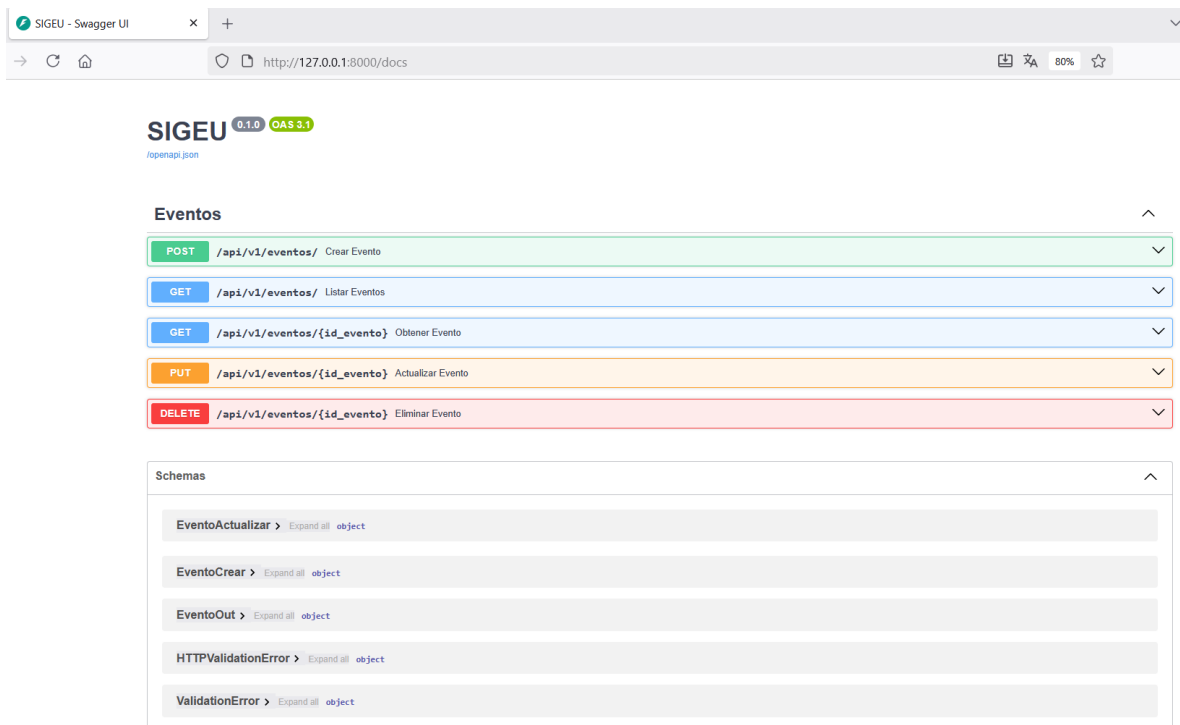 SIGEU - Swagger UI
http://127.0.0.1:8000/docs
80%
SIGEU 0.1.0 OAS 3.1
/openapi.json
Eventos
POST /api/v1/eventos/ Crear Evento
GET /api/v1/eventos/ Listar Eventos
GET /api/v1/eventos/{id_evento} Obtener Evento
PUT /api/v1/eventos/{id_evento} Actualizar Evento
DELETE /api/v1/eventos/{id_evento} Eliminar Evento
Schemas
EventoActualizar Expand all object
EventoCrear Expand all object
EventoOut Expand all object
HTTPValidationError Expand all object
ValidationError Expand all object